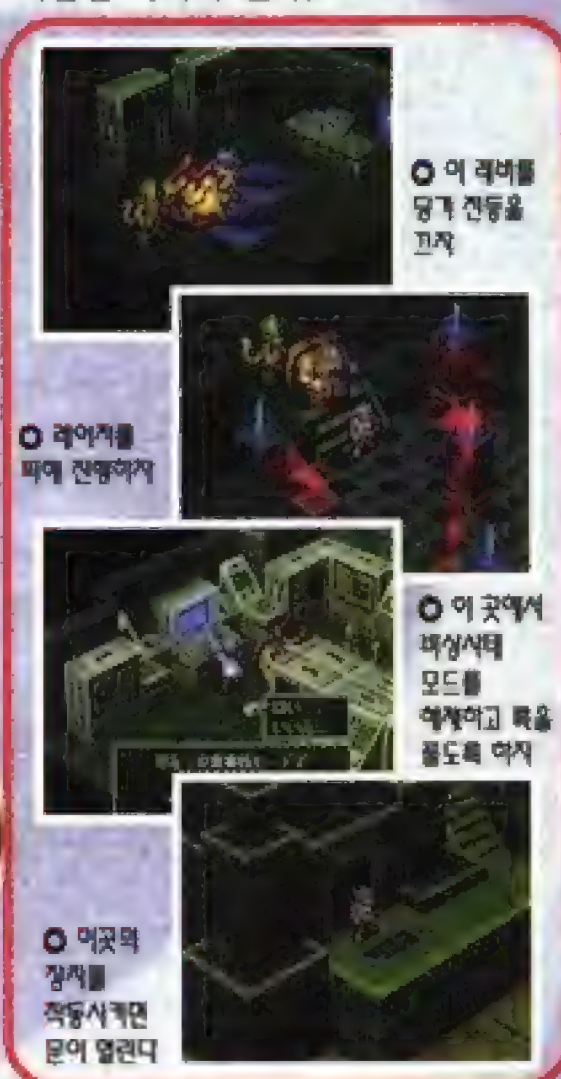 이 레버를
당겨 전등을
끄자
레이저를
피해 진행하자
이 곳에서
비상사태
모드를
해제하고 록을
풀도록 하자
이곳의
장치를
작동시키면
문이 열린다